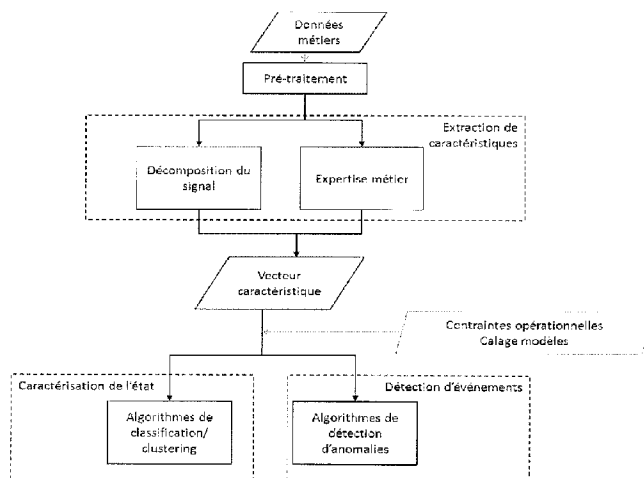 Données
métiers
Pré-traitement
Extraction de
caractéristiques
Décomposition du
signal
Expertise métier
Vecteur
caractéristique
Contraintes opérationnelles
Calage modèles
Caractérisation de l'état
Détection d'événements
Algorithmes de
classification/
clustering
Algorithmes de
détection
d'anomalies